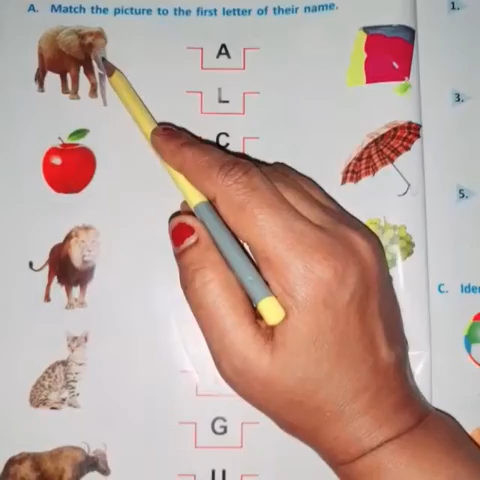 A. Match the picture to the first letter of their name.
1.
A
L
3.
C
5.
C. Ide
G
U